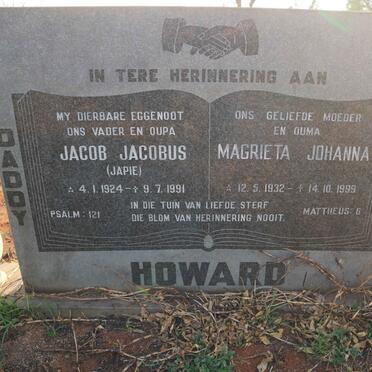 IN TERE HERINNERING AAN
DADDY
MY DIERBARE EGGENOOT
ONS VADER EN OUPA
JACOB JACOBUS
(JAPIE)
* 4.1.1924 - ✝ 9.7.1991
PSALM: 121
ONS GELIEFDE MOEDER
EN OUMA
MAGRIETA JOHANNA
* 12.5.1932 - ✝ 14.10.1999
MATTHEUS: 6
IN DIE TUIN VAN LIEFDE STERF
DIE BLOM VAN HERINNERING NOOIT.
HOWARD